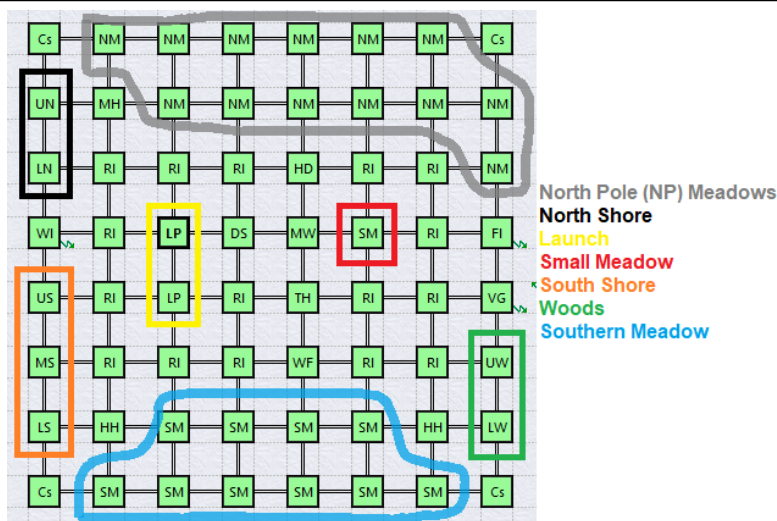 Cs NM NM NM NM NM NM Cs
UN MH NM NM NM NM NM NM
LN RI RI RI HD RI RI NM
WI RI LP DS MW SM RI FI
US RI LP RI TH RI RI VG
MS RI RI RI WF RI RI UW
LS HH SM SM SM SM HH LW
Cs SM SM SM SM SM SM Cs
North Pole (NP) Meadows
North Shore
Launch
Small Meadow
South Shore
Woods
Southern Meadow